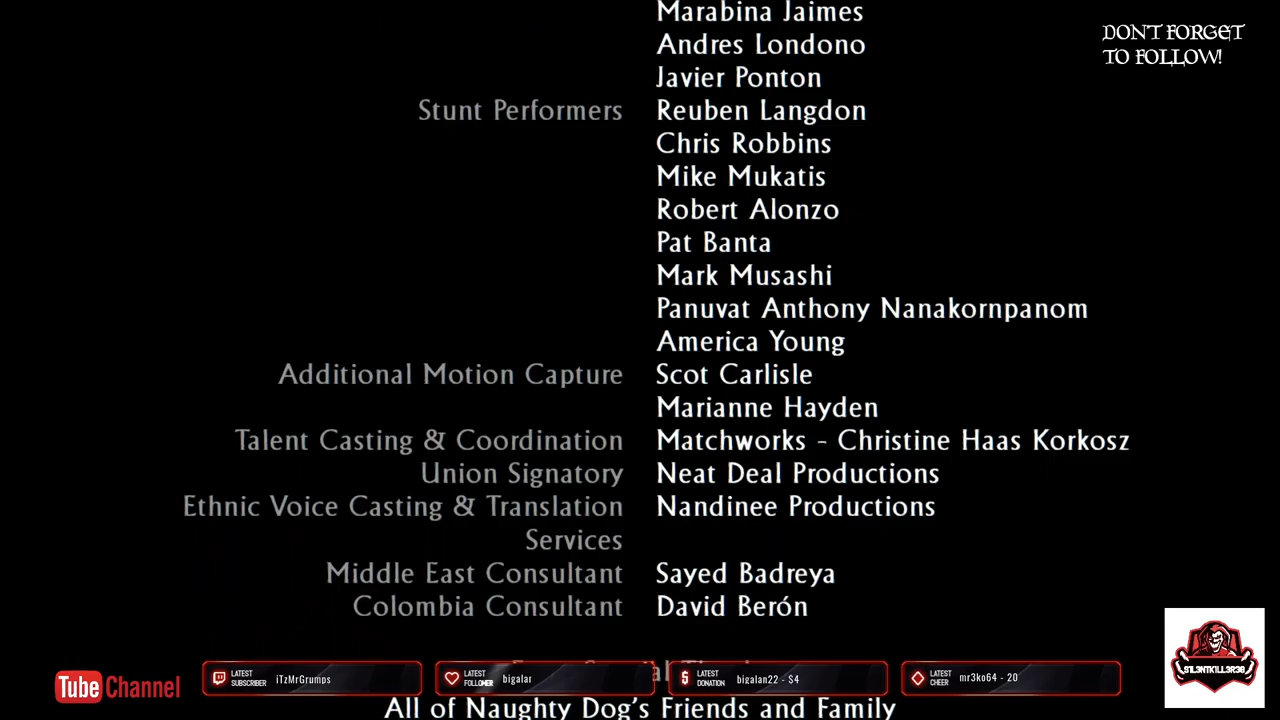 Marabina Jaimes
DON'T FORGET
TO FOLLOW!
Andres Londono
Javier Ponton
Stunt Performers Reuben Langdon
Chris Robbins
Mike Mukatis
Robert Alonzo
Pat Banta
Mark Musashi
Panuvat Anthony Nanakornpanom
America Young
Additional Motion Capture Scot Carlisle
Marianne Hayden
Talent Casting & Coordination Matchworks - Christine Haas Korkosz
Union Signatory Neat Deal Productions
Ethnic Voice Casting & Translation Nandinee Productions
Services
Middle East Consultant Sayed Badreya
Colombia Consultant David Berón
S1L3NTK1LL3R38
Tube Channel
LATEST
SUBSCRIBER
iTzMrGrumps
LATEST
FOLLOWER
bigalar
LATEST
DONATION
bigalan22 - $4
LATEST
CHEER
mr3ko64 - 20
All of Naughty Dog's Friends and Family